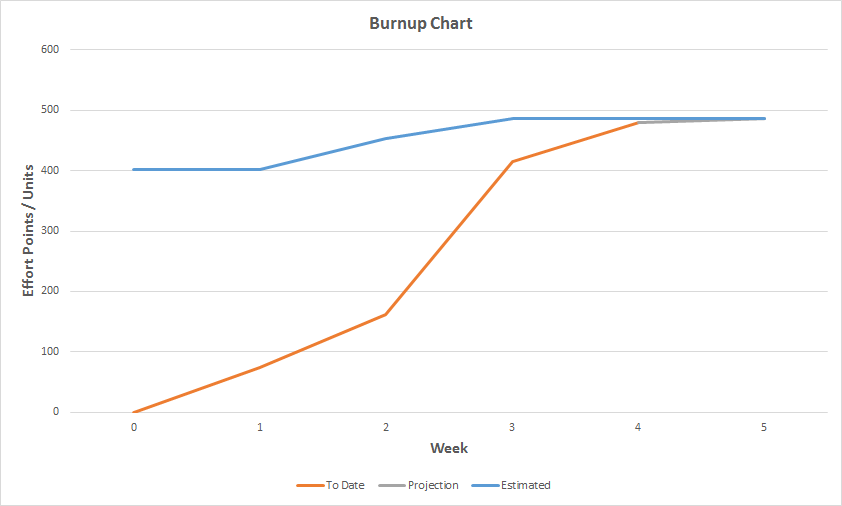 Burnup Chart
600
500
400
300
200
100
0
Effort Points/ Units
0 1 2 3 4 5
Week
To Date Projection Estimated